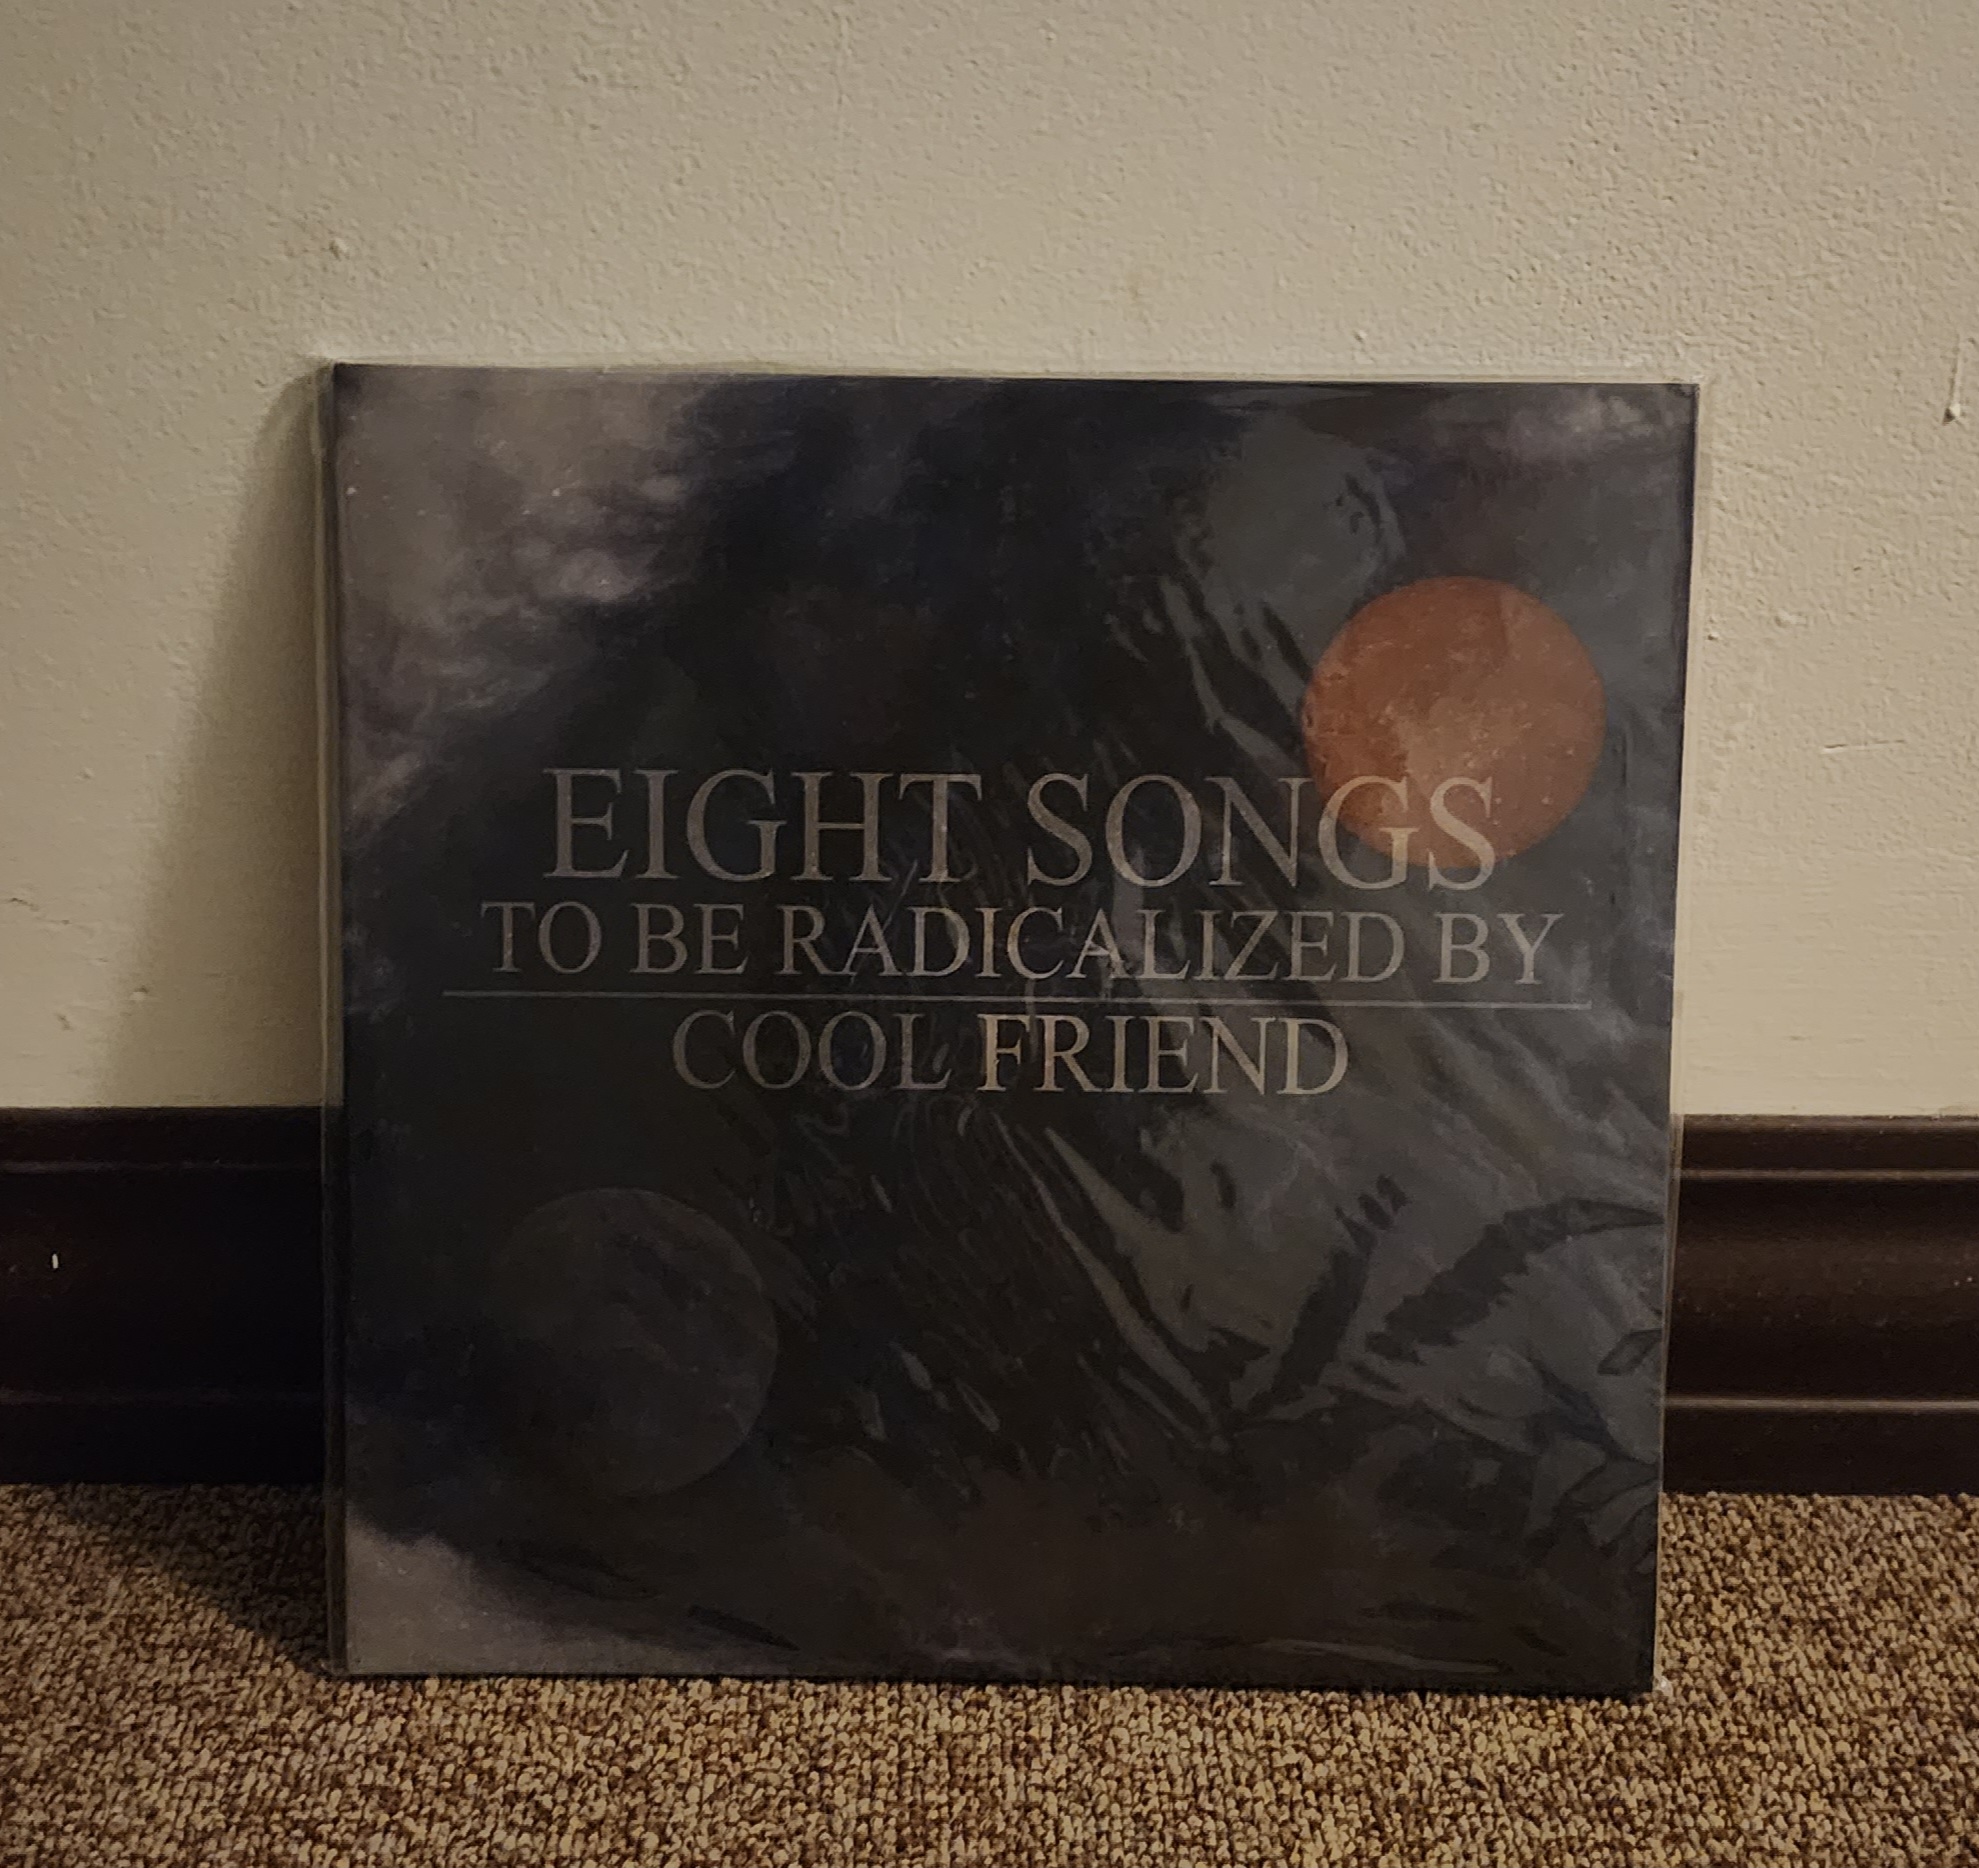 EIGHT SONGS
TO BE RADICALIZED BY
COOL FRIEND